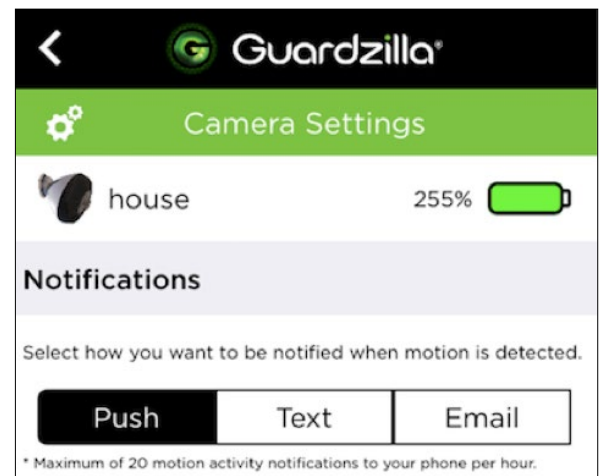 Guardzilla®
Camera Settings
house 255%
Notifications
Select how you want to be notified when motion is detected.
Push Text Email
* Maximum of 20 motion activity notifications to your phone per hour.